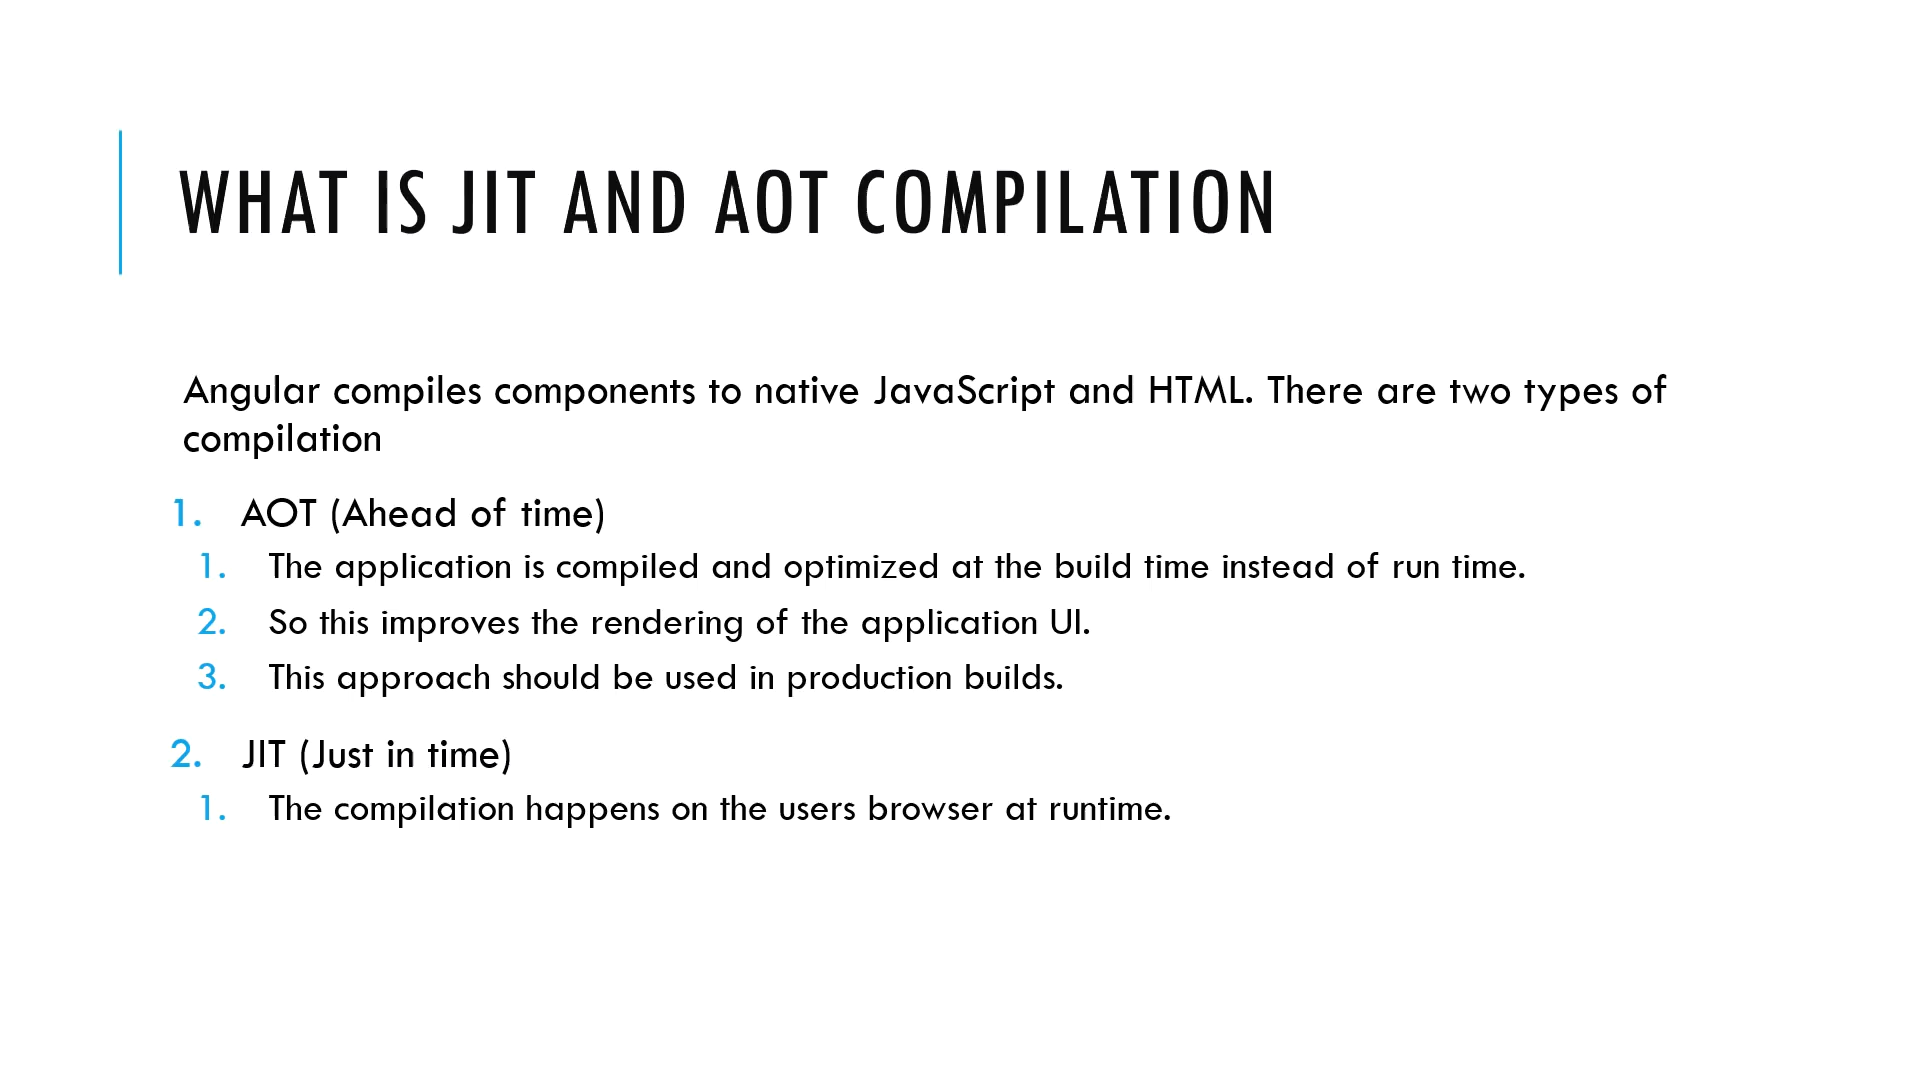 WHAT IS JIT AND AOT COMPILATION
Angular compiles components to native JavaScript and HTML. There are two types of
compilation
1. AOT (Ahead of time)
1. The application is compiled and optimized at the build time instead of run time.
2. So this improves the rendering of the application UI.
3. This approach should be used in production builds.
2. JIT (Just in time)
1. The compilation happens on the users browser at runtime.